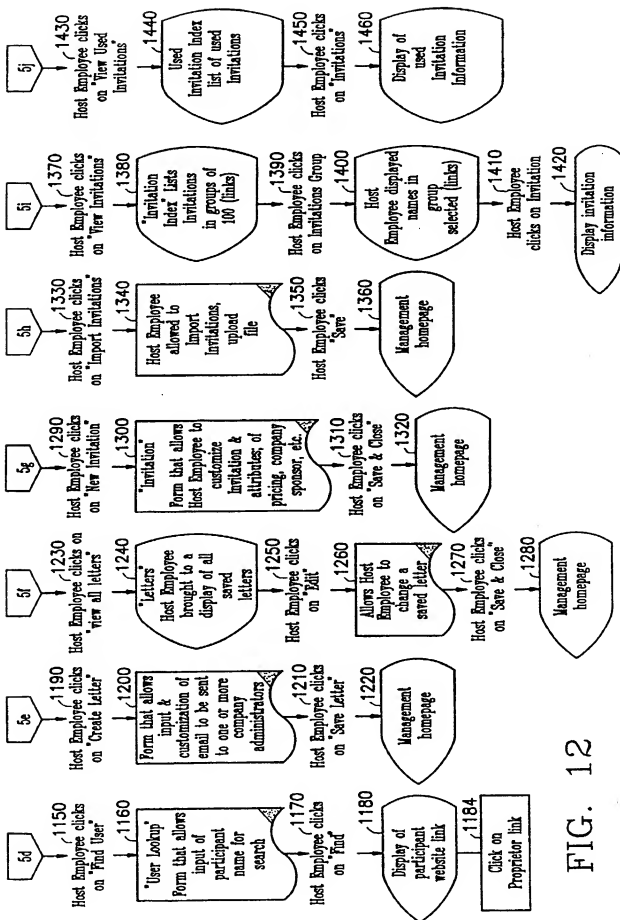 5d
1150
Host Employee clicks
on "Find User"
1160
"User Lookup"
Form that allows
input of
participant
name for
search
1170
Host Employee clicks
on "Find"
1180
Display of
participant
website link
1184
Click on
Proprietor link
5e
1190
Host Employee clicks
on "Create Letter"
1200
Form that allows
input &
customization of
email to be sent
to one or more
company
administrators
1210
Host Employee clicks
on "Save Letter"
1220
Management
homepage
5f
1230
Host Employee clicks on
"view all letters"
1240
"Letters"
Host Employee
brought to a
display of all
saved
letters
1250
Host Employee clicks
on "Edit"
1260
Allows Host
Employee to
change a
saved letter
1270
Host Employee clicks
on "Save & Close"
1280
Management
homepage
5g
1290
Host Employee clicks
on "New Invitation"
1300
"Invitation"
Form that allows
Host Employee to
customize
Invitation &
attributes; of
pricing, company
sponsor, etc.
1310
Host Employee clicks
on "Save & Close"
1320
Management
homepage
5h
1330
Host Employee clicks
on "Import Invitations"
1340
Host Employee
allowed to
Import
Invitations,
upload
file
1350
Host Employee clicks
"Save"
1360
Management
homepage
5i
1370
Host Employee clicks
on "View Invitations"
1380
"Invitation
Index" Lists
Invitations
in groups of
100 (links)
1390
Host Employee clicks
on Invitations Group
1400
Host
Employee displayed
names in
group
selected (links)
1410
Host Employee
clicks on Invitation
1420
Display invitation
information
5j
1430
Host Employee clicks
on "View Used
Invitations"
1440
Used
Invitation Index
list of used
Invitations
1450
Host Employee clicks
on "Invitations"
1460
Display of
used
Invitation
Information
FIG. 12